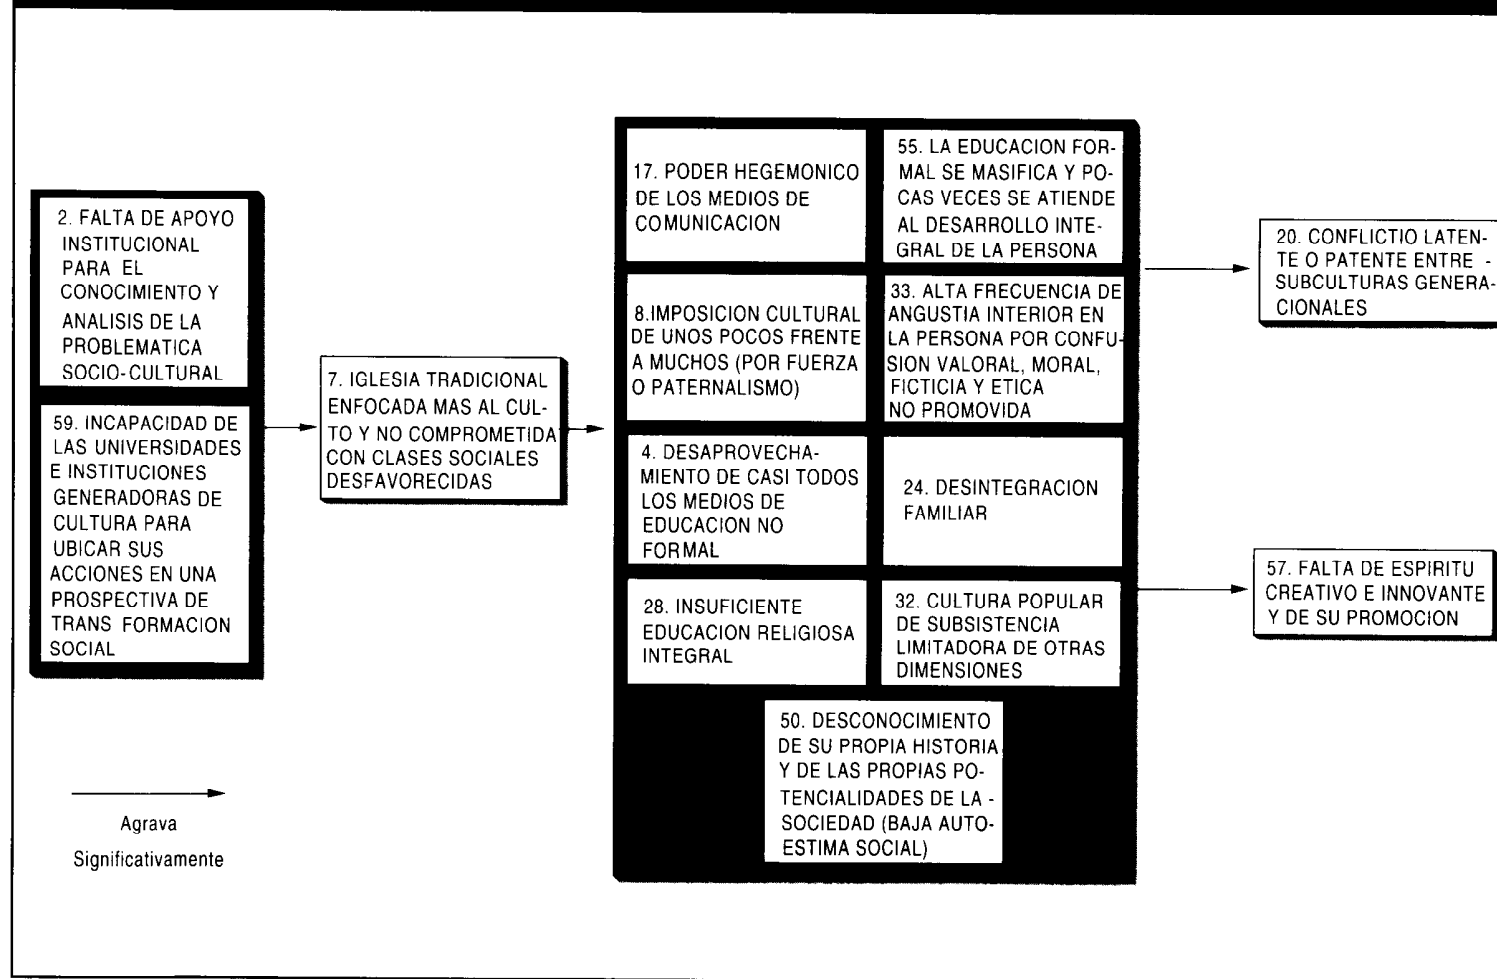 2. FALTA DE APOYO
INSTITUCIONAL
PARA EL
CONOCIMIENTO Y
ANALISIS DE LA
PROBLEMATICA
SOCIO-CULTURAL
59. INCAPACIDAD DE
LAS UNIVERSIDADES
E INSTITUCIONES
GENERADORAS DE
CULTURA PARA
UBICAR SUS
ACCIONES EN UNA
PROSPECTIVA DE
TRANS FORMACION
SOCIAL
7. IGLESIA TRADICIONAL
ENFOCADA MAS AL CUL-
TO Y NO COMPROMETIDA
CON CLASES SOCIALES
DESFAVORECIDAS
17. PODER HEGEMONICO
DE LOS MEDIOS DE
COMUNICACION
55. LA EDUCACION FOR-
MAL SE MASIFICA Y PO-
CAS VECES SE ATIENDE
AL DESARROLLO INTE-
GRAL DE LA PERSONA
8.IMPOSICION CULTURAL
DE UNOS POCOS FRENTE
A MUCHOS (POR FUERZA
O PATERNALISMO)
33. ALTA FRECUENCIA DE
ANGUSTIA INTERIOR EN
LA PERSONA POR CONFU-
SION VALORAL, MORAL,
FICTICIA Y ETICA
NO PROMOVIDA
4. DESAPROVECHA-
MIENTO DE CASI TODOS
LOS MEDIOS DE
EDUCACION NO
FORMAL
24. DESINTEGRACION
FAMILIAR
28. INSUFICIENTE
EDUCACION RELIGIOSA
INTEGRAL
32. CULTURA POPULAR
DE SUBSISTENCIA
LIMITADORA DE OTRAS
DIMENSIONES
50. DESCONOCIMIENTO
DE SU PROPIA HISTORIA
Y DE LAS PROPIAS PO-
TENCIALIDADES DE LA -
SOCIEDAD (BAJA AUTO-
ESTIMA SOCIAL)
20. CONFLICTIO LATEN-
TE O PATENTE ENTRE -
SUBCULTURAS GENERA-
CIONALES
57. FALTA DE ESPIRITU
CREATIVO E INNOVANTE
Y DE SU PROMOCION
Agrava
Significativamente